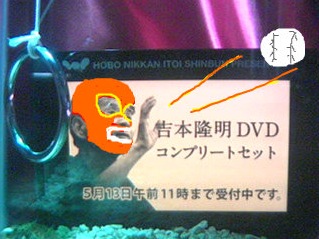 HOBO NIKKAN ITOI SHINBUN PRESENTS
吉本隆明 DVD
コンプリートセット
5月13日午前11時まで受付中です。